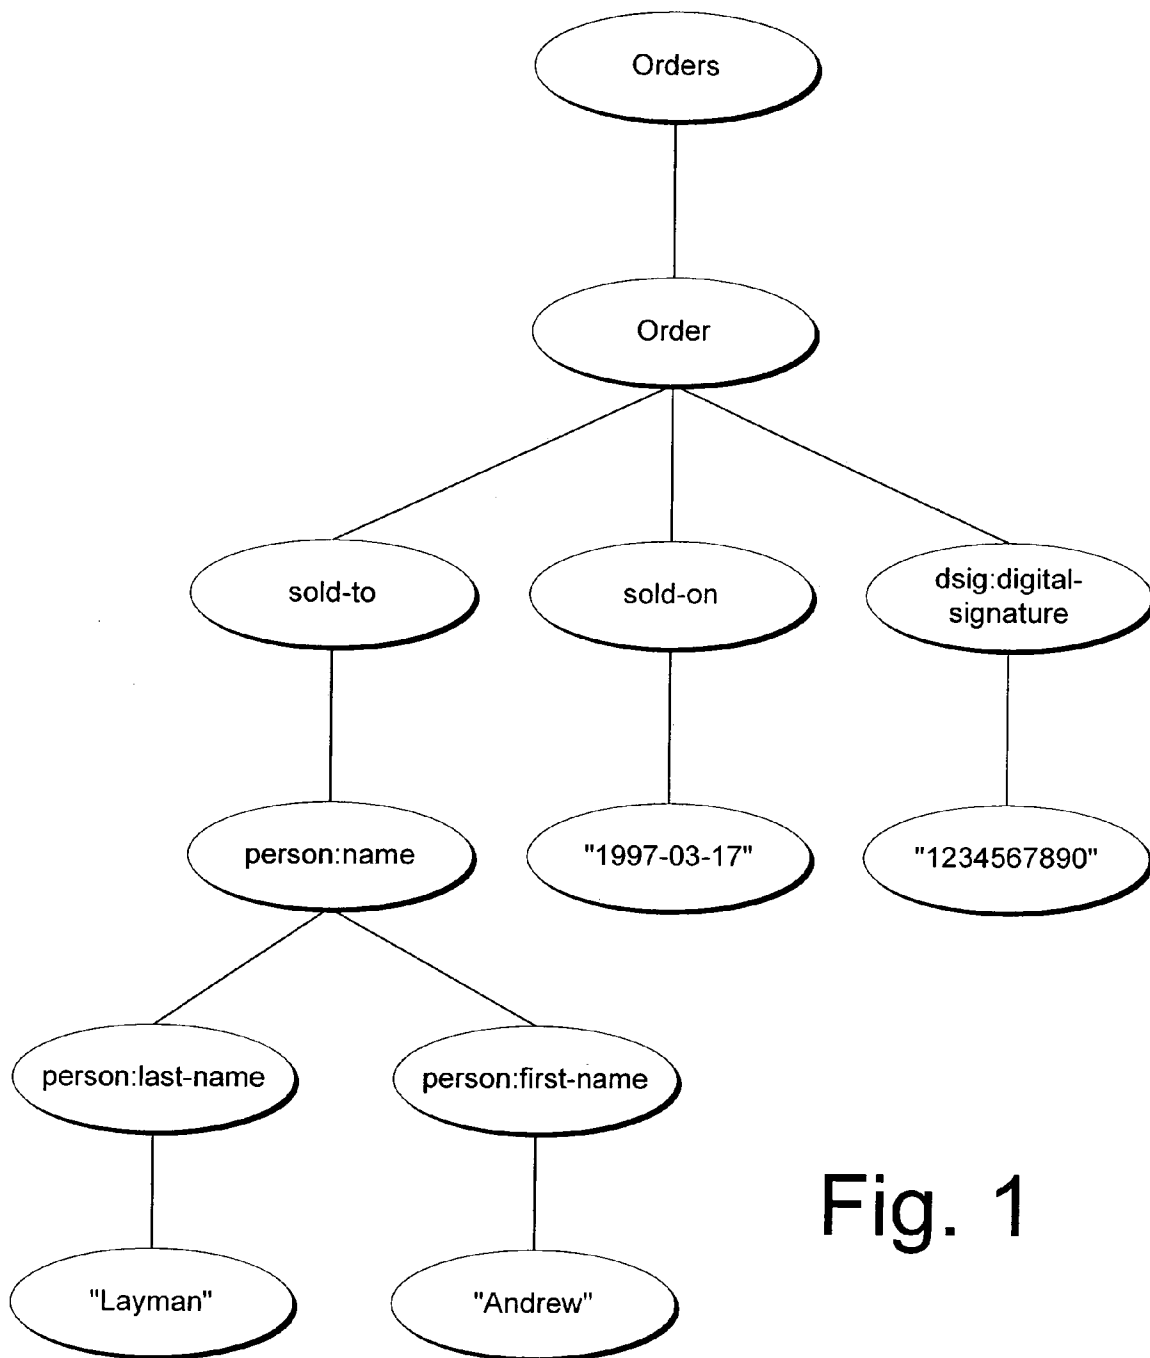 Orders
Order
sold-to
sold-on
dsig:digital-
signature
person:name
"1997-03-17"
"1234567890"
person:last-name
person:first-name
"Layman"
"Andrew"
Fig. 1